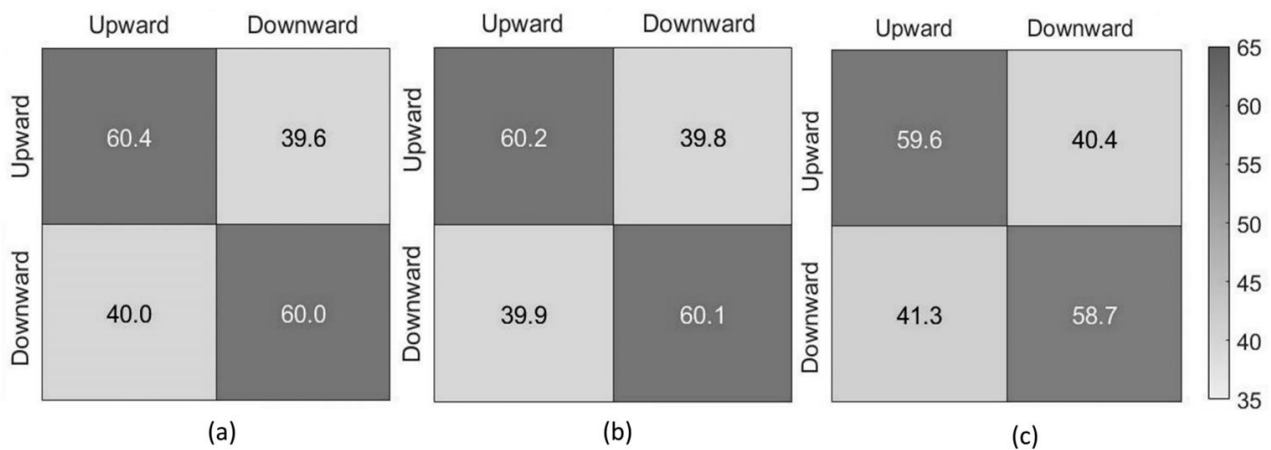 Upward Downward
Upward 60.4 39.6
Downward 40.0 60.0
(a)
Upward Downward
Upward 60.2 39.8
Downward 39.9 60.1
(b)
Upward Downward
Upward 59.6 40.4
Downward 41.3 58.7
(c)
65
60
55
50
45
40
35